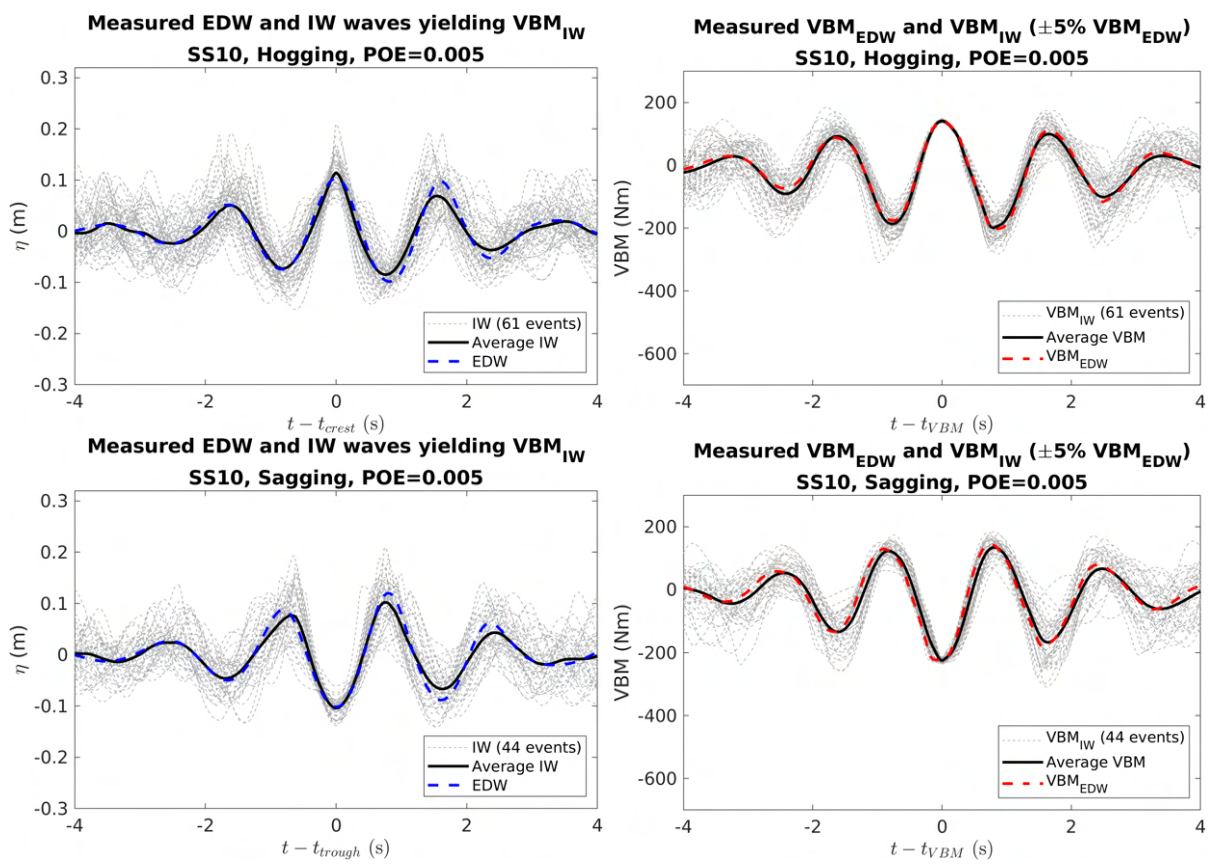 Measured EDW and IW waves yielding VBM_IW
SS10, Hogging, POE=0.005
0.3
0.2
0.1
0
-0.1
-0.2
-0.3
η (m)
IW (61 events)
Average IW
EDW
-4 -2 0 2 4
t − t_crest (s)
Measured VBM_EDW and VBM_IW (±5% VBM_EDW)
SS10, Hogging, POE=0.005
200
0
-200
-400
-600
VBM (Nm)
VBM_IW (61 events)
Average VBM
VBM_EDW
-4 -2 0 2 4
t − t_VBM (s)
Measured EDW and IW waves yielding VBM_IW
SS10, Sagging, POE=0.005
0.3
0.2
0.1
0
-0.1
-0.2
-0.3
η (m)
IW (44 events)
Average IW
EDW
-4 -2 0 2 4
t − t_trough (s)
Measured VBM_EDW and VBM_IW (±5% VBM_EDW)
SS10, Sagging, POE=0.005
200
0
-200
-400
-600
VBM (Nm)
VBM_IW (44 events)
Average VBM
VBM_EDW
-4 -2 0 2 4
t − t_VBM (s)